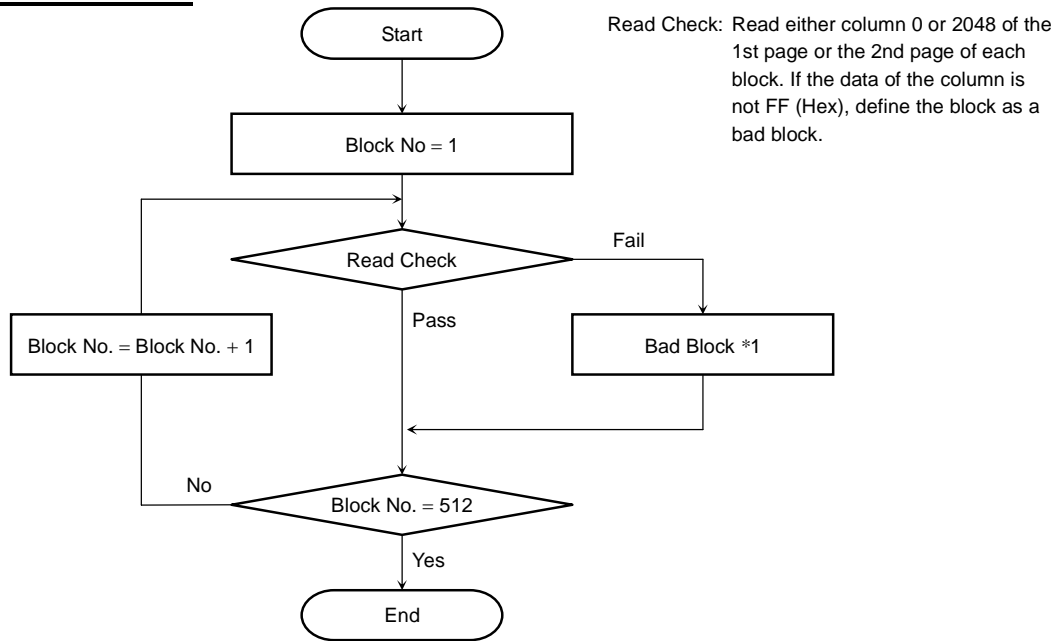 Start
Read Check: Read either column 0 or 2048 of the
1st page or the 2nd page of each
block. If the data of the column is
not FF (Hex), define the block as a
bad block.
Block No = 1
Read Check
Fail
Pass
Block No. = Block No. + 1
Bad Block *1
No
Block No. = 512
Yes
End